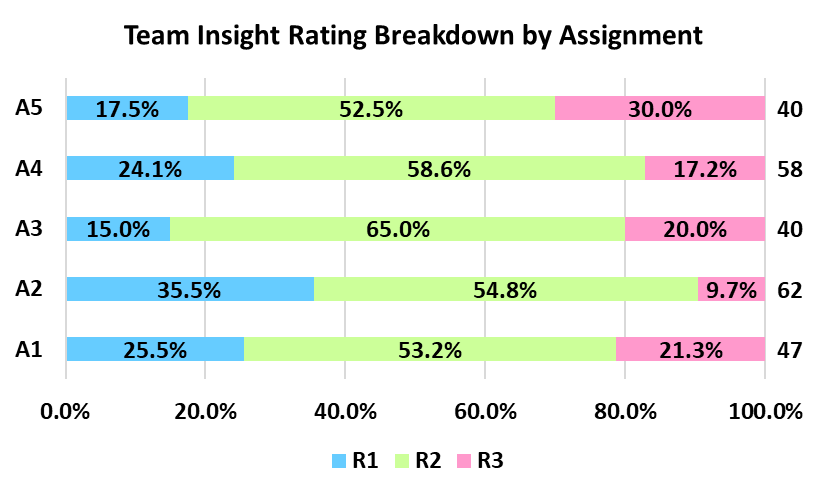 Team Insight Rating Breakdown by Assignment
A5 17.5% 52.5% 30.0% 40
A4 24.1% 58.6% 17.2% 58
A3 15.0% 65.0% 20.0% 40
A2 35.5% 54.8% 9.7% 62
A1 25.5% 53.2% 21.3% 47
0.0% 20.0% 40.0% 60.0% 80.0% 100.0%
R1 R2 R3